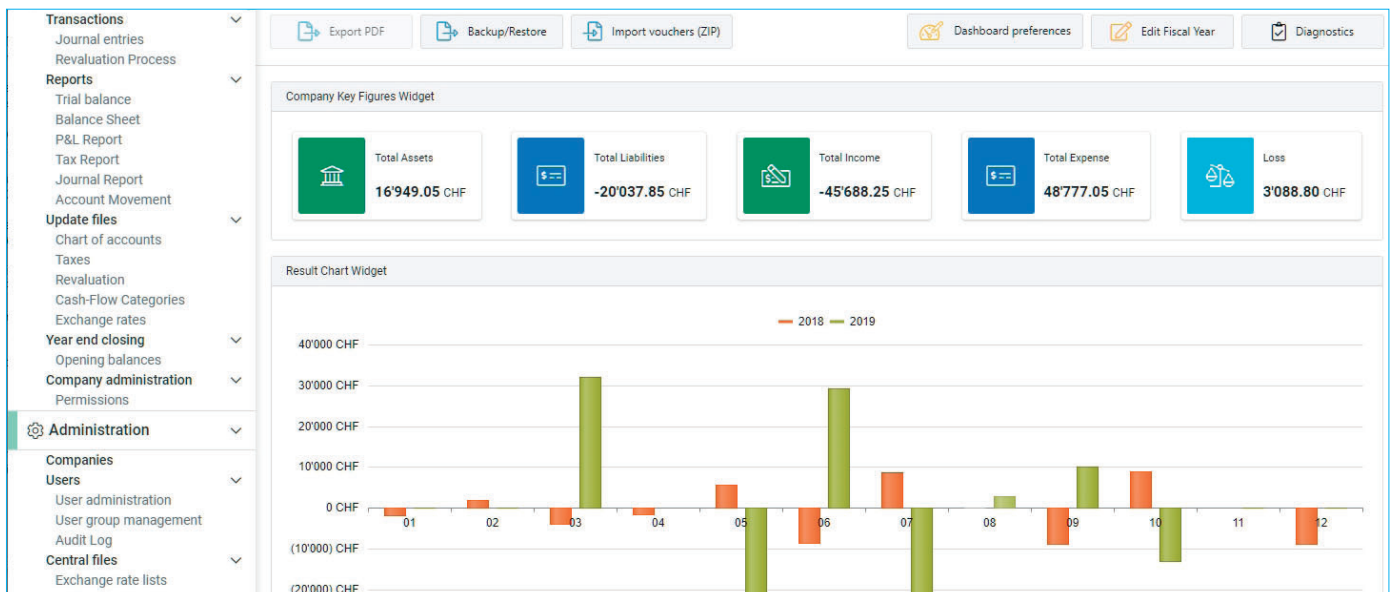 Transactions
Journal entries
Revaluation Process
Reports
Trial balance
Balance Sheet
P&L Report
Tax Report
Journal Report
Account Movement
Update files
Chart of accounts
Taxes
Revaluation
Cash-Flow Categories
Exchange rates
Year end closing
Opening balances
Company administration
Permissions
Administration
Companies
Users
User administration
User group management
Audit Log
Central files
Exchange rate lists
Export PDF
Backup/Restore
Import vouchers (ZIP)
Dashboard preferences
Edit Fiscal Year
Diagnostics
Company Key Figures Widget
Total Assets
16'949.05 CHF
Total Liabilities
-20'037.85 CHF
Total Income
-45'688.25 CHF
Total Expense
48'777.05 CHF
Loss
3'088.80 CHF
Result Chart Widget
2018 2019
40'000 CHF
30'000 CHF
20'000 CHF
10'000 CHF
0 CHF
01 02 03 04 05 06 07 08 09 10 11 12
(10'000) CHF
(20'000) CHF